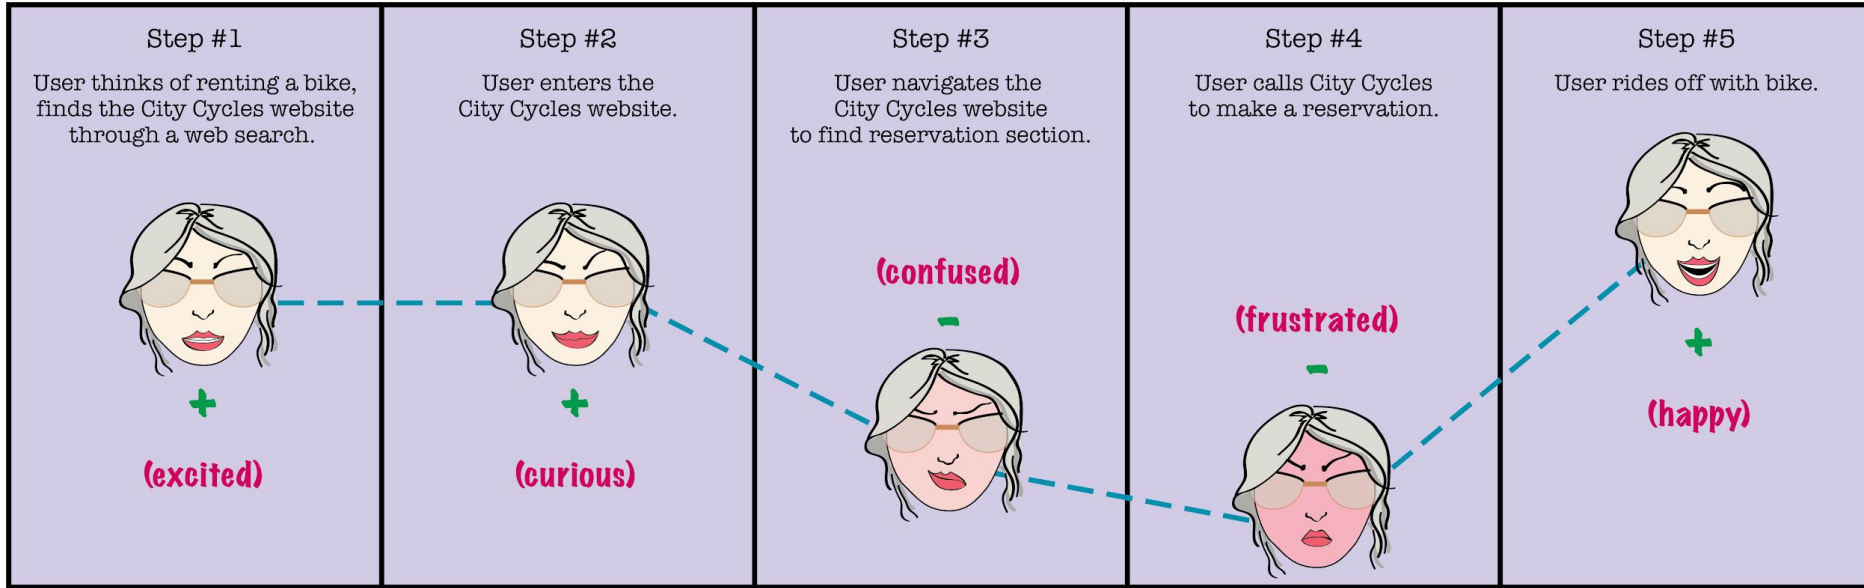 Step #1
User thinks of renting a bike,
finds the City Cycles website
through a web search.
+
(excited)
Step #2
User enters the
City Cycles website.
+
(curious)
Step #3
User navigates the
City Cycles website
to find reservation section.
(confused)
-
Step #4
User calls City Cycles
to make a reservation.
(frustrated)
-
Step #5
User rides off with bike.
+
(happy)